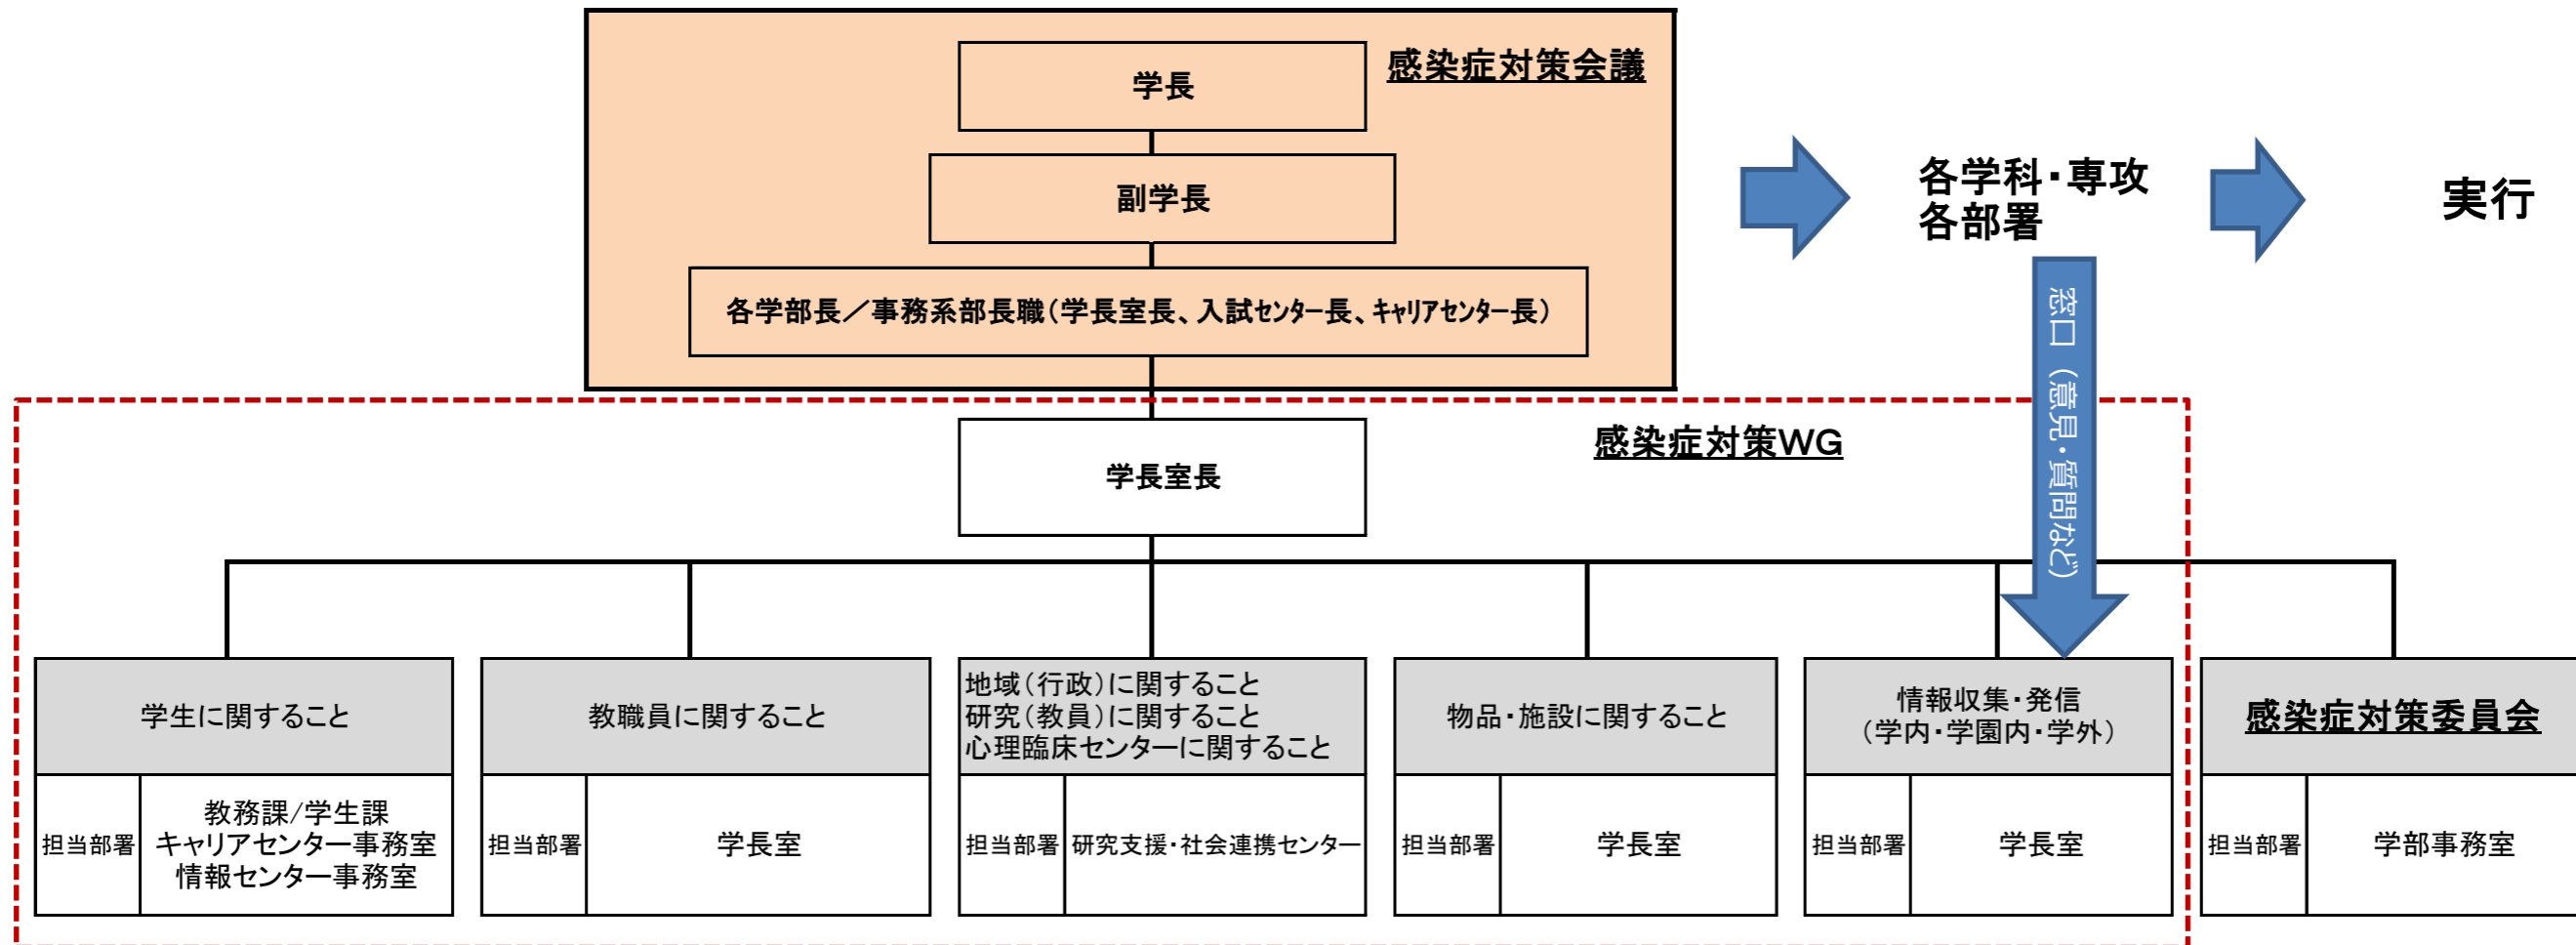 感染症対策会議
学長
副学長
各学部長／事務系部長職（学長室長、入試センター長、キャリアセンター長）
各学科・専攻
各部署
実行
窓口（意見・質問など）
感染症対策WG
学長室長
学生に関すること
担当部署
教務課/学生課
キャリアセンター事務室
情報センター事務室
教職員に関すること
担当部署
学長室
地域（行政）に関すること
研究（教員）に関すること
心理臨床センターに関すること
担当部署
研究支援・社会連携センター
物品・施設に関すること
担当部署
学長室
情報収集・発信
（学内・学園内・学外）
担当部署
学長室
感染症対策委員会
担当部署
学部事務室